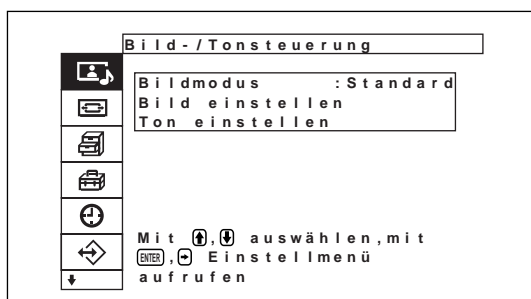 Bild-/Tonsteuerung
Bildmodus :Standard
Bild einstellen
Ton einstellen
Mit ↑,↓ auswählen,mit
ENTER,→ Einstellmenü
aufrufen